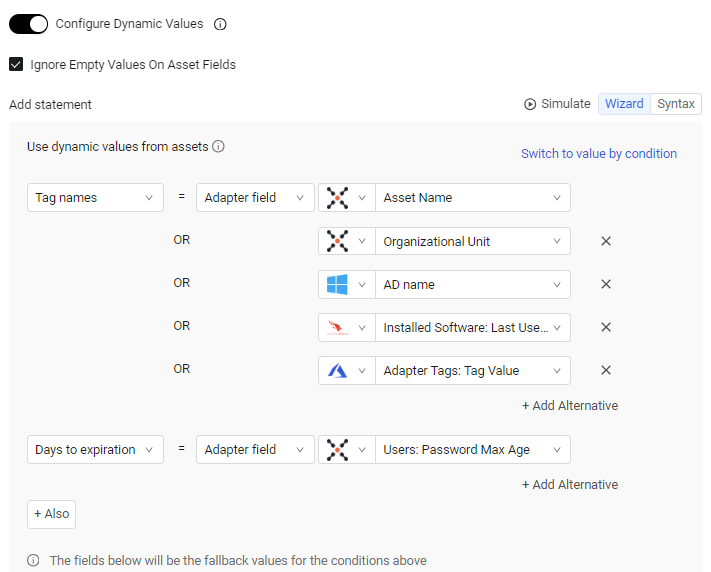 Configure Dynamic Values
Ignore Empty Values On Asset Fields
Add statement Simulate Wizard Syntax
Use dynamic values from assets
Switch to value by condition
Tag names = Adapter field Asset Name
OR Organizational Unit
OR AD name
OR Installed Software: Last Use...
OR Adapter Tags: Tag Value
+ Add Alternative
Days to expiration = Adapter field Users: Password Max Age
+ Add Alternative
+ Also
The fields below will be the fallback values for the conditions above